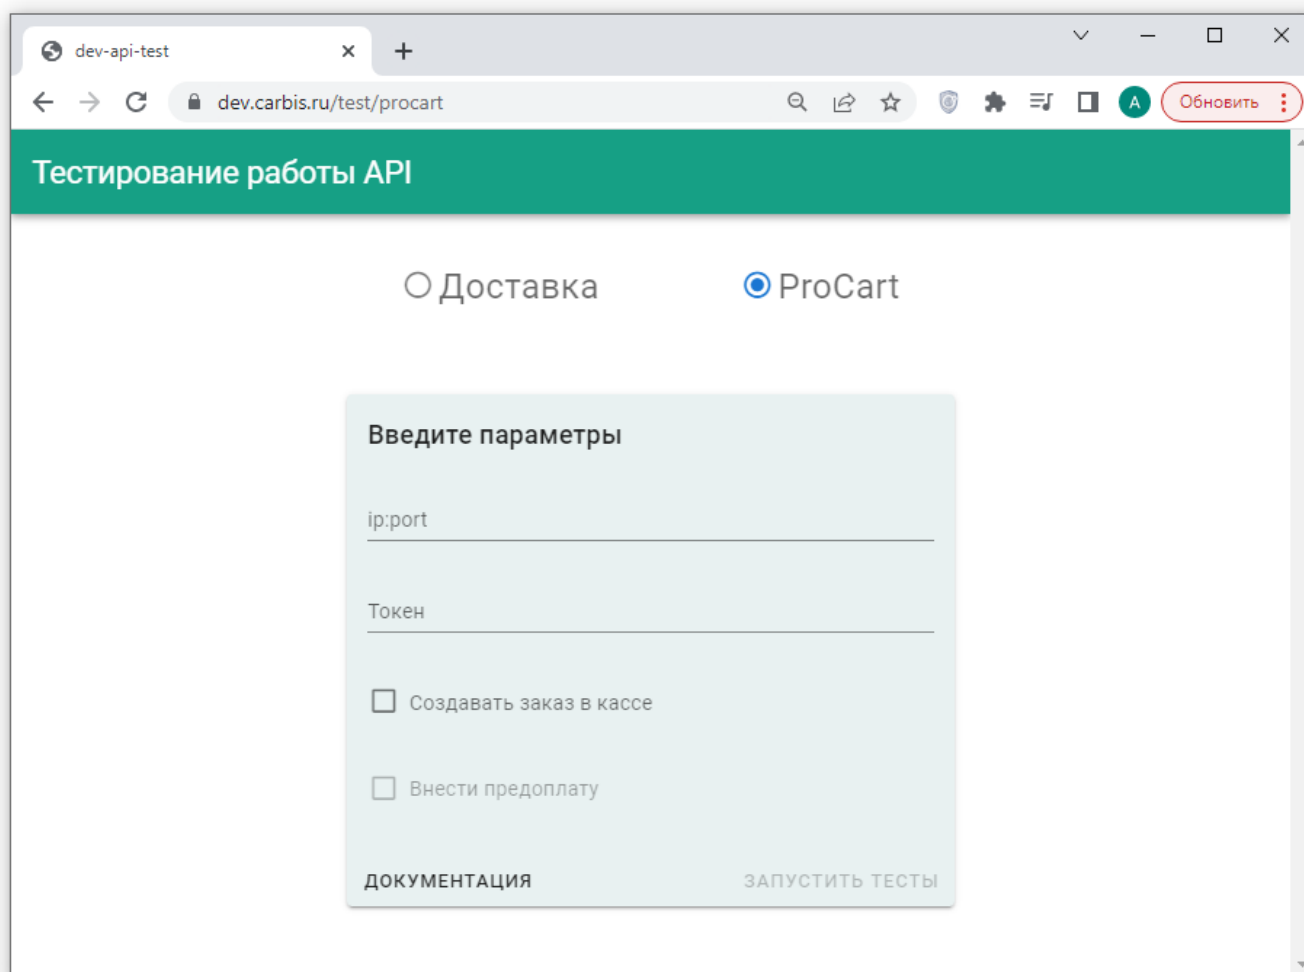 dev-api-test
dev.carbis.ru/test/procart
А
Обновить
Тестирование работы API
Доставка
ProCart
Введите параметры
ip:port
Токен
Создавать заказ в кассе
Внести предоплату
ДОКУМЕНТАЦИЯ
ЗАПУСТИТЬ ТЕСТЫ